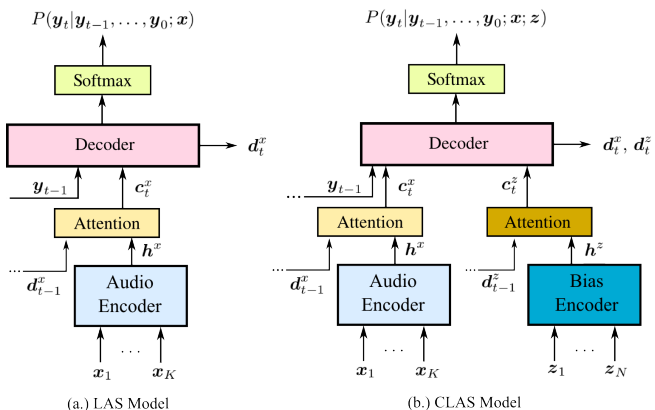 P(y_t|y_{t−1}, . . . , y_0; x)
Softmax
Decoder
d_t^x
y_{t−1}
c_t^x
Attention
h^x
...
d_{t−1}^x
Audio
Encoder
x_1 ... x_K
(a.) LAS Model
P(y_t|y_{t−1}, . . . , y_0; x; z)
Softmax
Decoder
d_t^x, d_t^z
...
y_{t−1}
c_t^x
c_t^z
Attention
Attention
h^x
h^z
...
d_{t−1}^x
...
d_{t−1}^z
Audio
Encoder
Bias
Encoder
x_1 ... x_K
z_1 ... z_N
(b.) CLAS Model